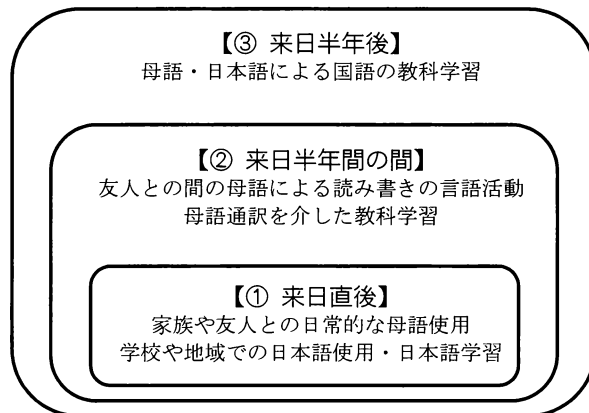 【③ 来日半年後】
母語・日本語による国語の教科学習
【② 来日半年間の間】
友人との間の母語による読み書きの言語活動
母語通訳を介した教科学習
【① 来日直後】
家族や友人との日常的な母語使用
学校や地域での日本語使用・日本語学習